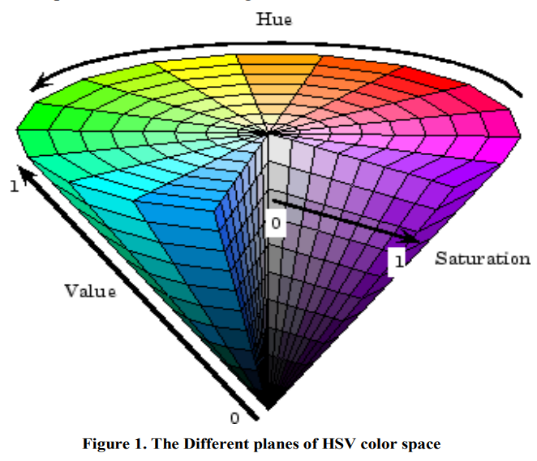 Hue
1
0
Saturation
1
Value
0
Figure 1. The Different planes of HSV color space